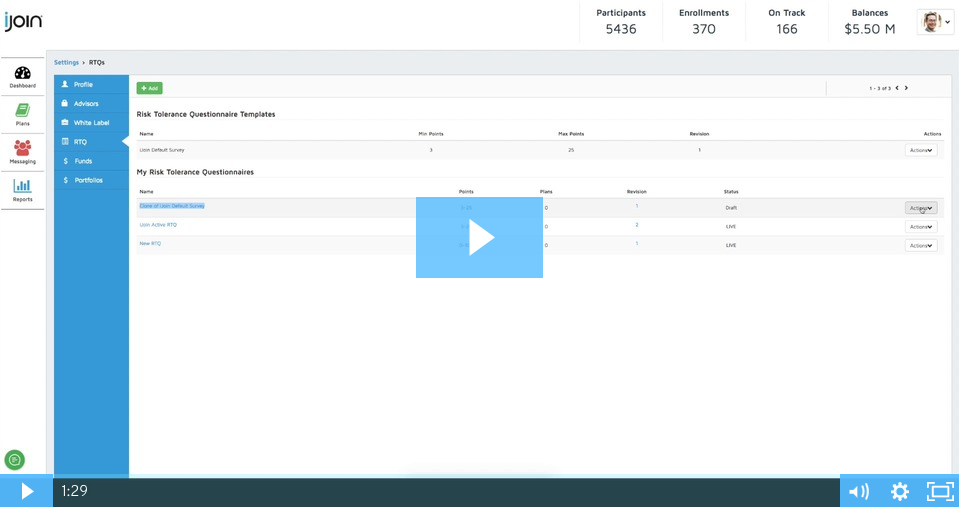 ijoin
Participants Enrollments On Track Balances
5436 370 166 $5.50 M
Settings › RTQs
Dashboard
Plans
Messaging
Reports
Profile
Advisors
White Label
RTQ
$ Funds
$ Portfolios
+ Add
1 - 3 of 3
Risk Tolerance Questionnaire Templates
Name Min Points Max Points Revision Actions
iJoin Default Survey 3 25 1 Actions
My Risk Tolerance Questionnaires
Name Points Plans Revision Status
Clone of iJoin Default Survey 0 1 Draft Actions
iJoin Active RTQ 0 2 LIVE Actions
New RTQ 0 1 LIVE Actions
1:29